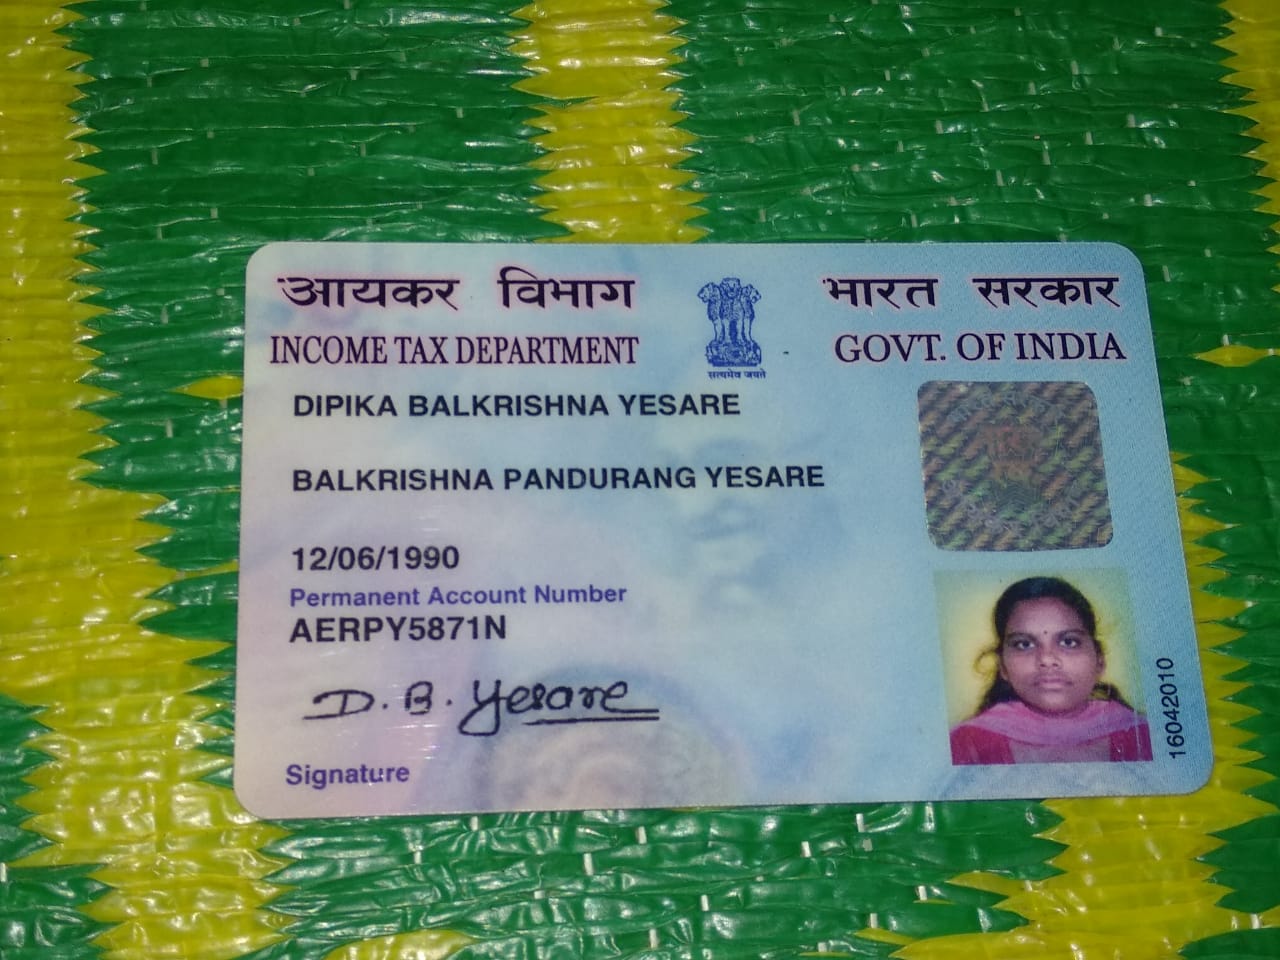 आयकर विभाग
INCOME TAX DEPARTMENT
भारत सरकार
GOVT. OF INDIA
सत्यमेव जयते
DIPIKA BALKRISHNA YESARE
BALKRISHNA PANDURANG YESARE
12/06/1990
Permanent Account Number
AERPY5871N
D. B. Yesare
Signature
16042010